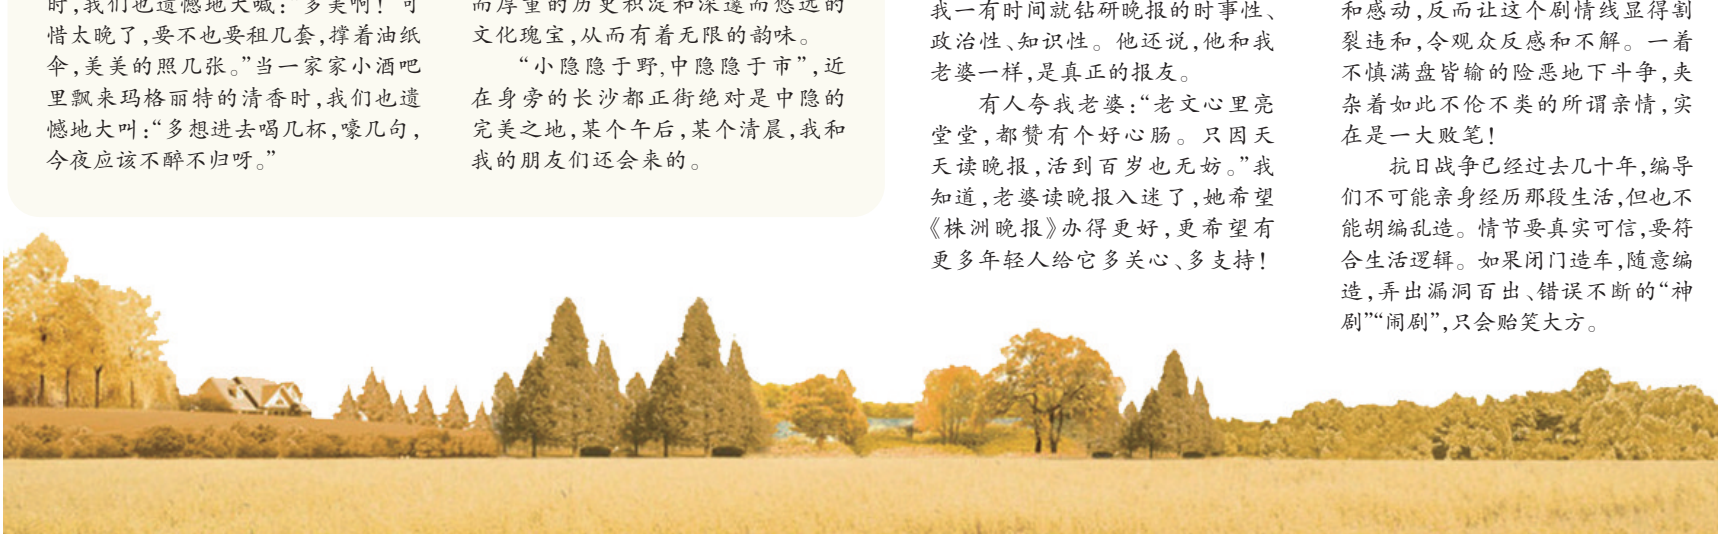 时,我们也遗憾地大喊:“多美啊!可
惜太晚了,要不也要租几套,撑着油纸
伞,美美的照几张。”当一家家小酒吧
里飘来玛格丽特的清香时,我们也遗
憾地大叫:“多想进去喝几杯,嚎几句,
今夜应该不醉不归呀。”
而厚重的历史积淀和深邃而悠远的
文化瑰宝,从而有着无限的韵味。
“小隐隐于野,中隐隐于市”,近
在身旁的长沙都正街绝对是中隐的
完美之地,某个午后,某个清晨,我和
我的朋友们还会来的。
我一有时间就钻研晚报的时事性、
政治性、知识性。他还说,他和我
老婆一样,是真正的报友。
有人夸我老婆:“老文心里亮
堂堂,都赞有个好心肠。只因天
天读晚报,活到百岁也无妨。”我
知道,老婆读晚报入迷了,她希望
《株洲晚报》办得更好,更希望有
更多年轻人给它多关心、多支持!
和感动,反而让这个剧情线显得割
裂违和,令观众反感和不解。一着
不慎满盘皆输的险恶地下斗争,夹
杂着如此不伦不类的所谓亲情,实
在是一大败笔!
抗日战争已经过去几十年,编导
们不可能亲身经历那段生活,但也不
能胡编乱造。情节要真实可信,要符
合生活逻辑。如果闭门造车,随意编
造,弄出漏洞百出、错误不断的“神
剧”“闹剧”,只会贻笑大方。